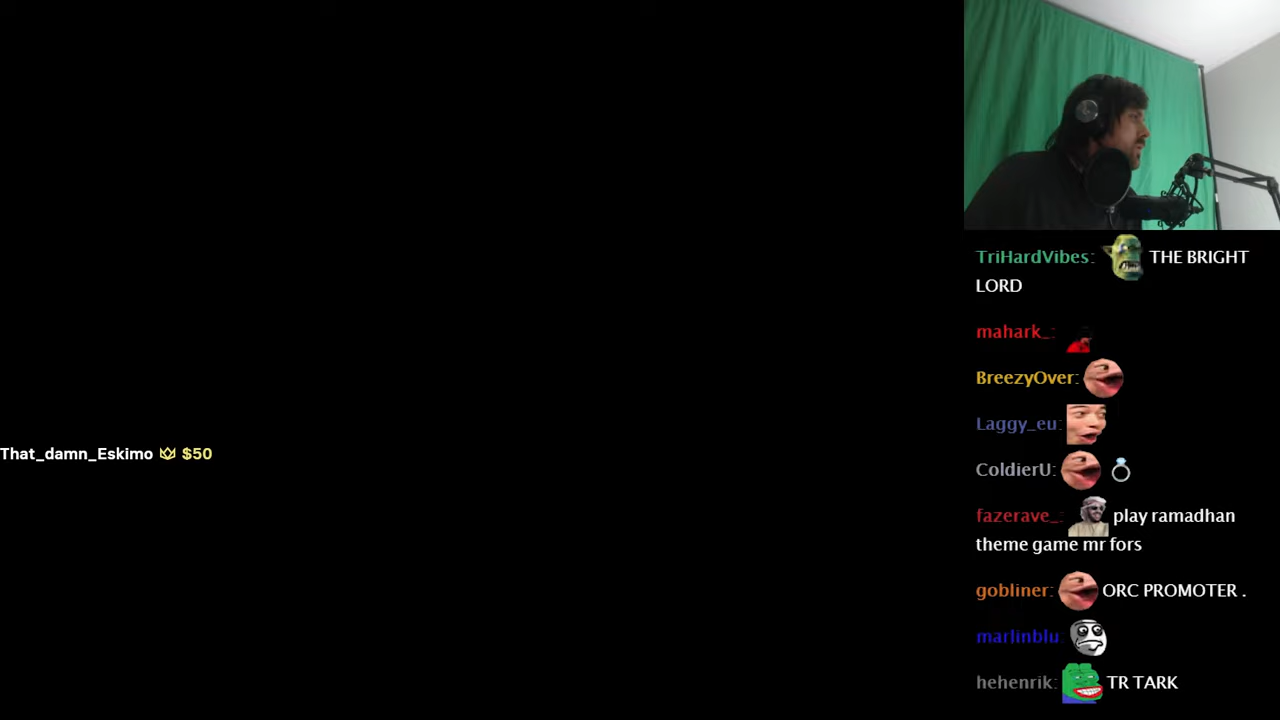 That_damn_Eskimo $50
TriHardVibes: THE BRIGHT
LORD
mahark_:
BreezyOver:
Laggy_eu:
ColdierU:
fazerave_: play ramadhan
theme game mr fors
gobliner: ORC PROMOTER .
marlinblu:
hehenrik: TR TARK